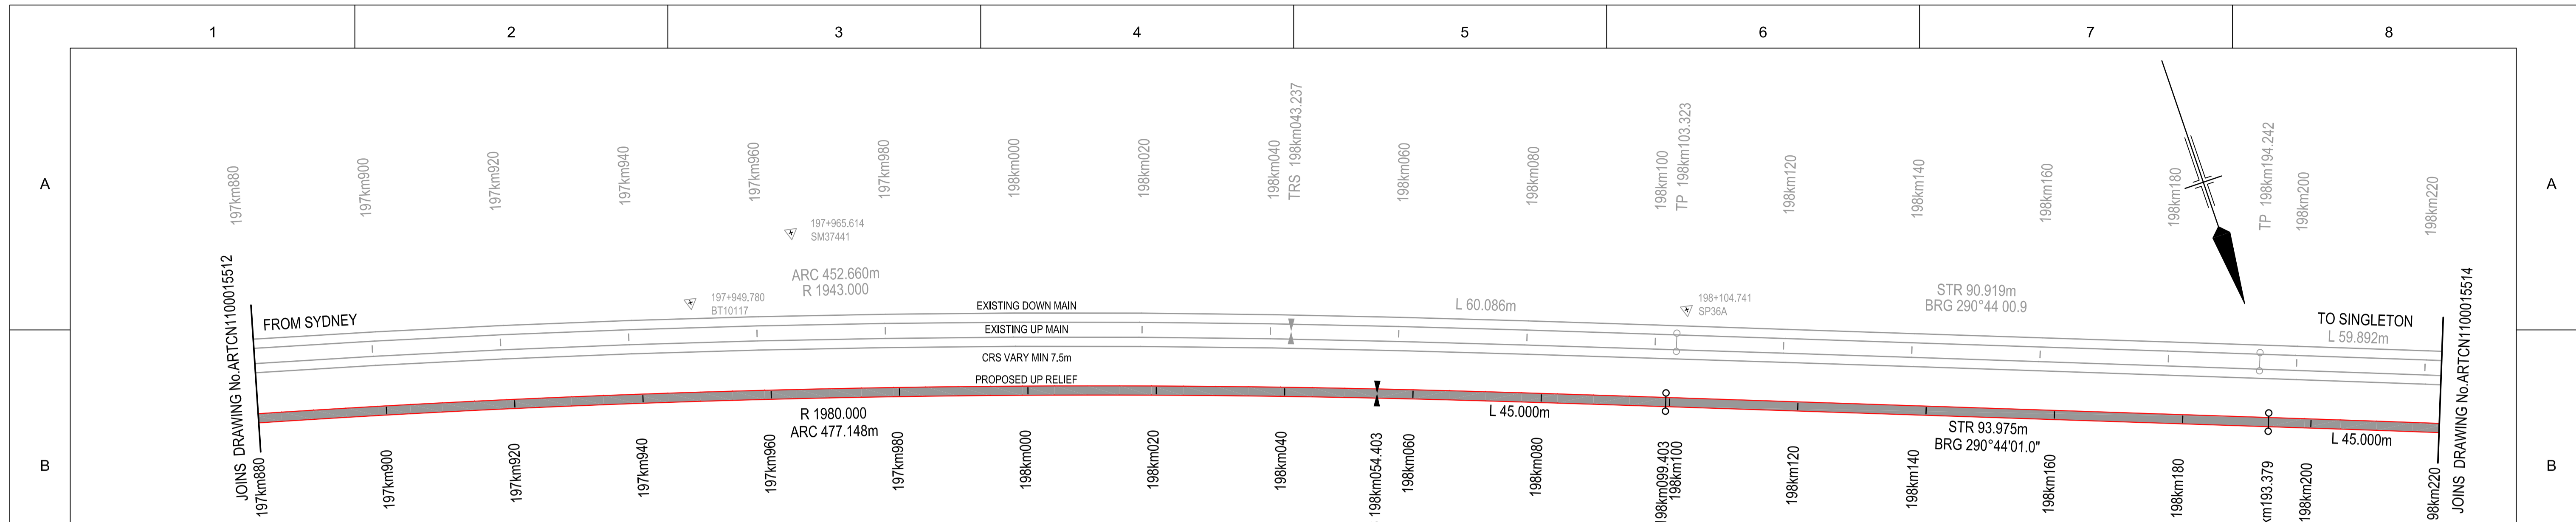 1
2
3
4
5
6
7
8
A
A
197km880
197km900
197km920
197km940
197km960
197km980
198km000
198km020
198km040
TRS 198km043.237
198km060
198km080
198km100
TP 198km103.323
198km120
198km140
198km160
198km180
TP 198km194.242
198km200
198km220
197+965.614
SM37441
ARC 452.660m
R 1943.000
197+949.780
BT10117
L 60.086m
198+104.741
SP36A
STR 90.919m
BRG 290°44 00.9
JOINS DRAWING No.ARTCN1100015512
FROM SYDNEY
EXISTING DOWN MAIN
EXISTING UP MAIN
CRS VARY MIN 7.5m
PROPOSED UP RELIEF
TO SINGLETON
L 59.892m
JOINS DRAWING No.ARTCN1100015514
R 1980.000
ARC 477.148m
L 45.000m
STR 93.975m
BRG 290°44'01.0"
L 45.000m
B
B
197km880
197km900
197km920
197km940
197km960
197km980
198km000
198km020
198km040
198km054.403
198km060
198km080
198km099.403
198km100
198km120
198km140
198km160
198km180
km193.379
198km200
98km220